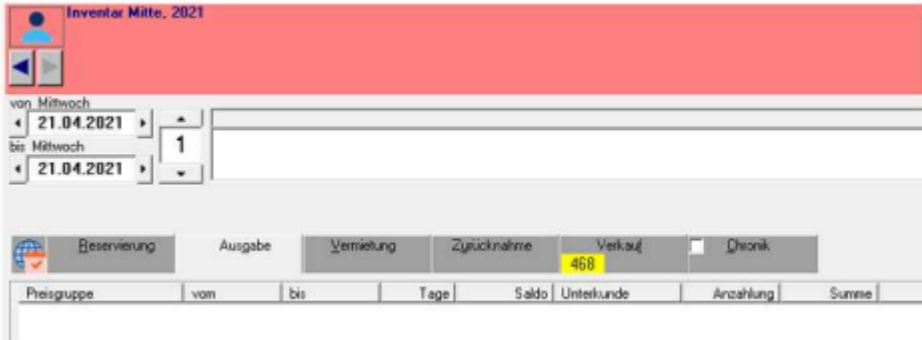 Inventar Mitte, 2021
von Mittwoch
21.04.2021
1
bis Mittwoch
21.04.2021
Reservierung Ausgabe Vermietung Zurücknahme Verkauf Chronik
468
Preisgruppe vom bis Tage Saldo Unterkunde Anzahlung Summe